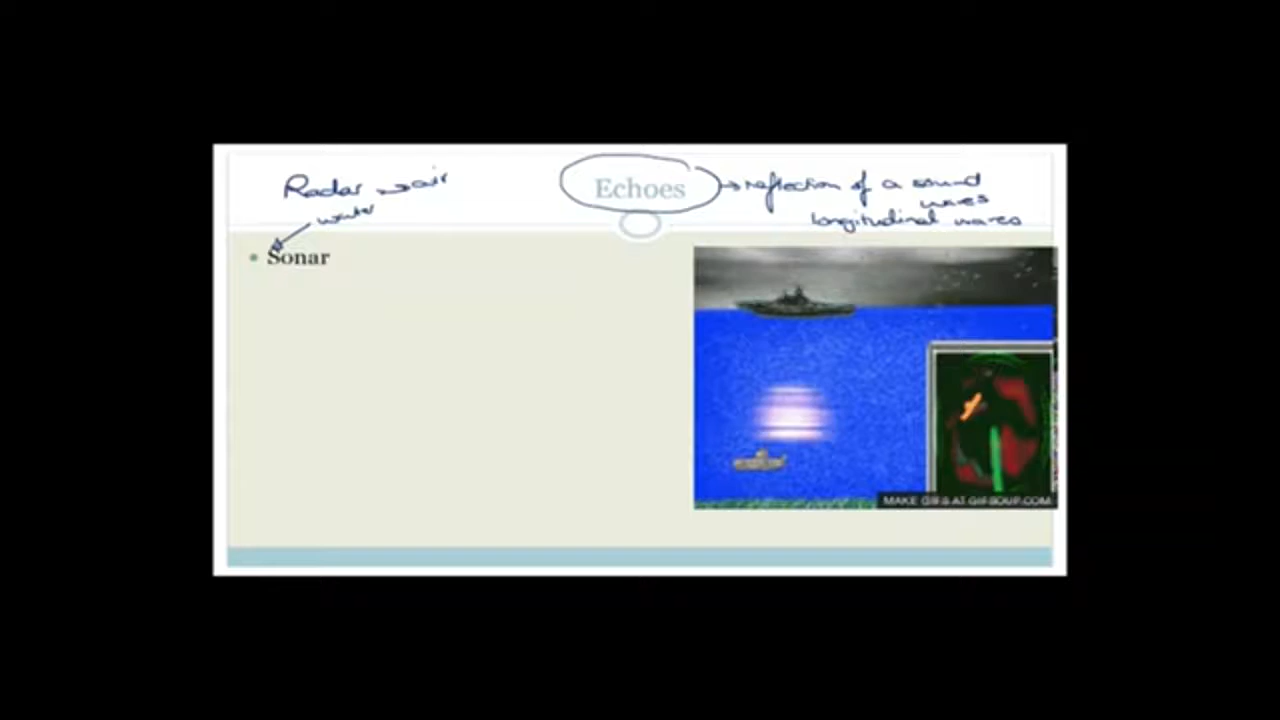 Radar → air
Echoes → reflection of a sound
waves
longitudinal waves
water
• Sonar
MAKE GIFS AT GIFSOUP.COM